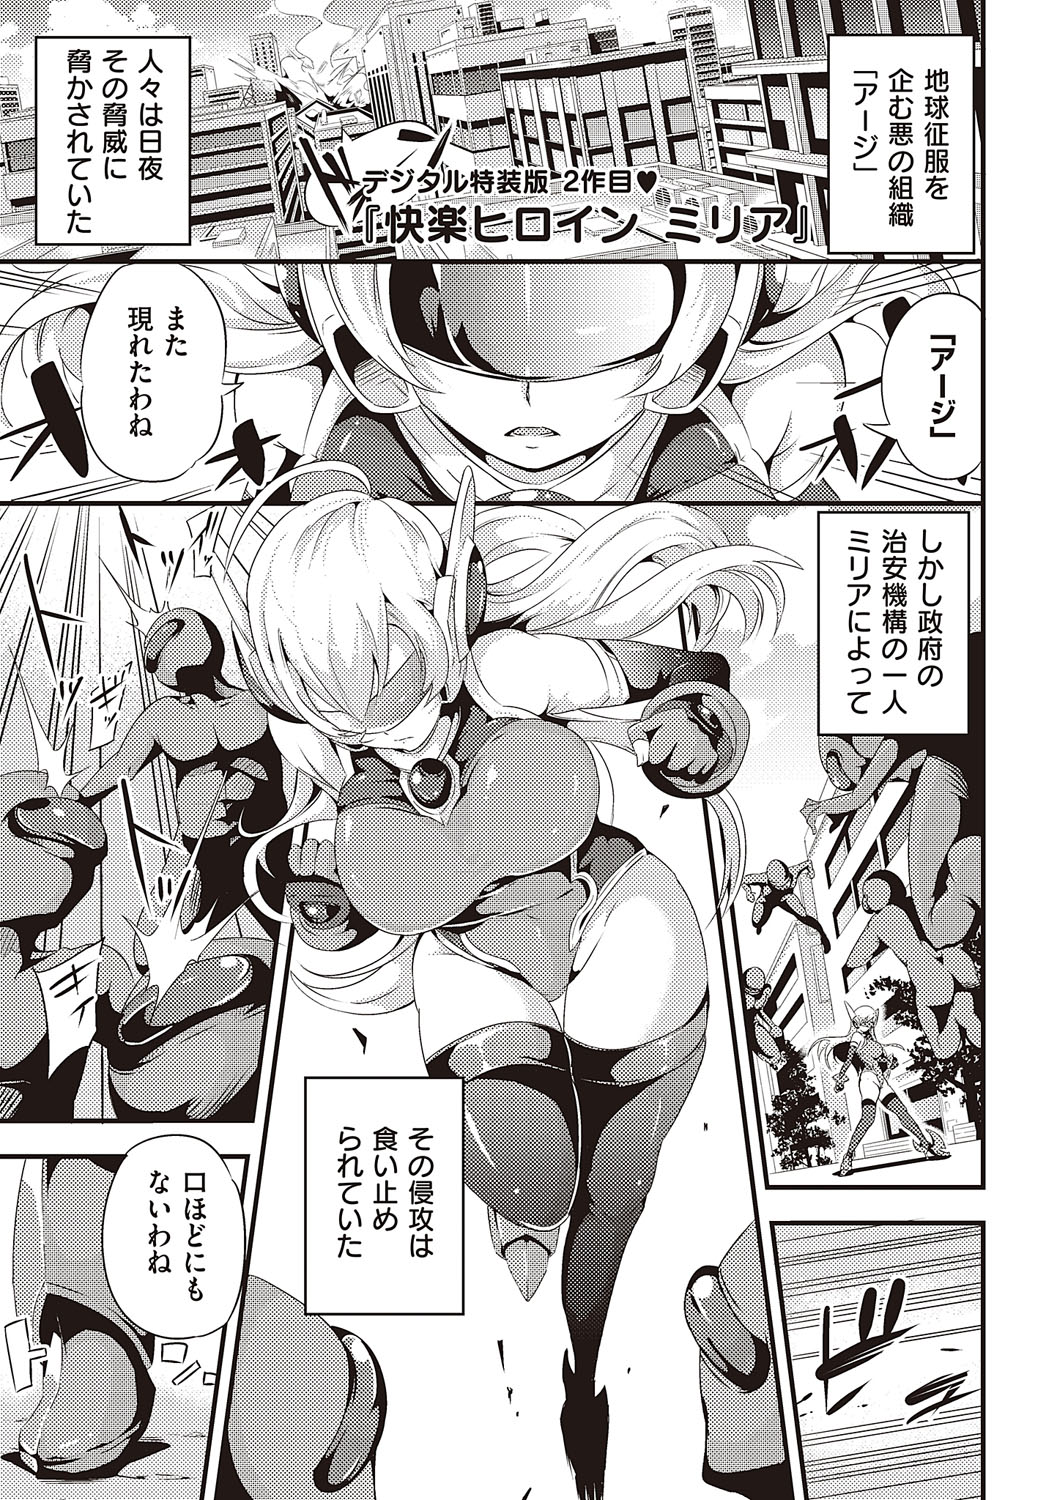 地球征服を
企む悪の組織
「アージ」
人々は日夜
その脅威に
脅かされていた
デジタル特装版 2作目♥
『快楽ヒロイン ミリア』
「アージ」
また
現れたわね
しかし政府の
治安機構の一人
ミリアによって
その侵攻は
食い止め
られていた
口ほどにも
ないわね